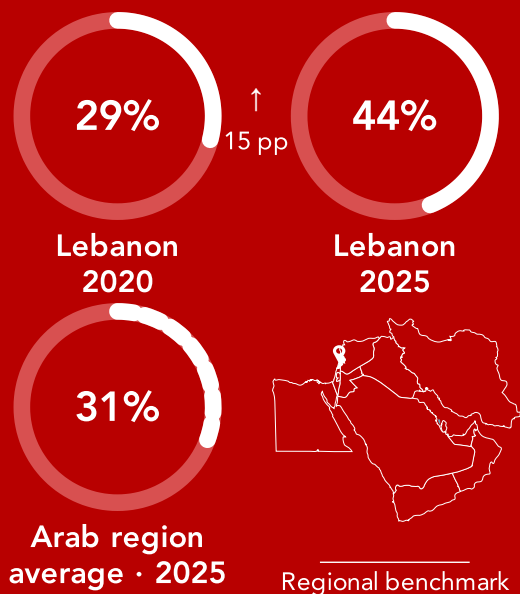 29%
↑
15 pp
44%
Lebanon
2020
Lebanon
2025
31%
Arab region
average · 2025
Regional benchmark